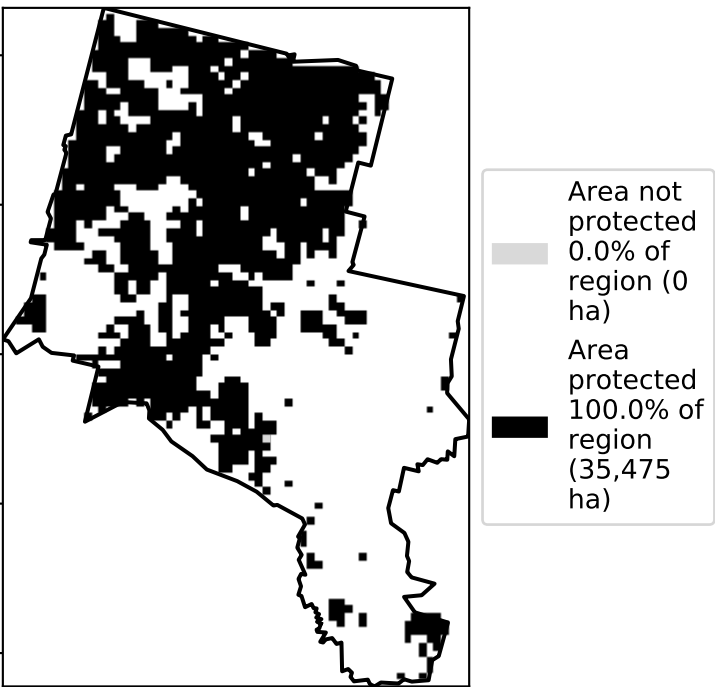 Area not
protected
0.0% of
region (0
ha)
Area
protected
100.0% of
region
(35,475
ha)